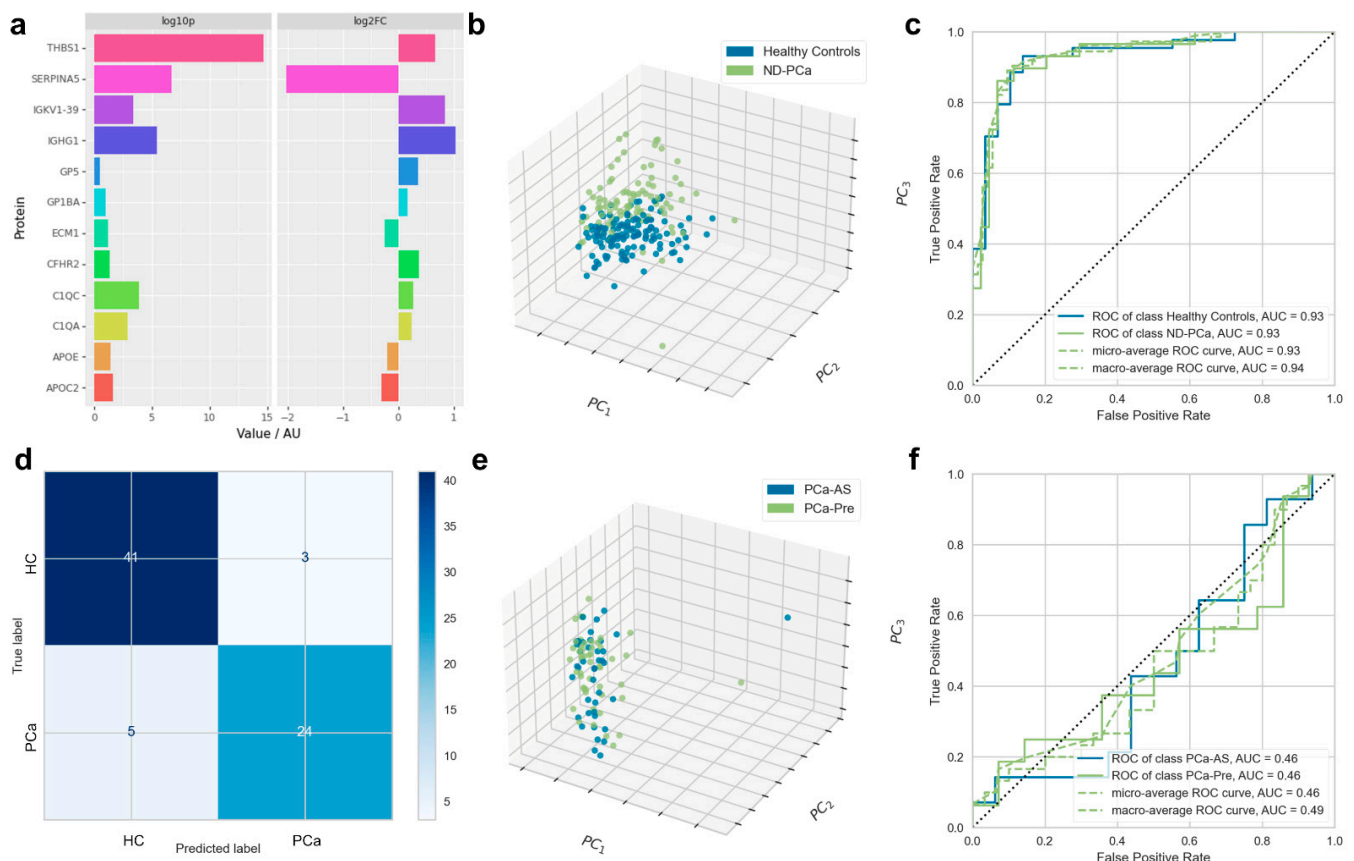 a
log10p
log2FC
THBS1
SERPINA5
IGKV1-39
IGHG1
GP5
GP1BA
ECM1
CFHR2
C1QC
C1QA
APOE
APOC2
Protein
0
5
10
15
−2
−1
0
1
Value / AU
b
Healthy Controls
ND-PCa
PC1
PC2
PC3
c
1.0
0.8
0.6
0.4
0.2
0.0
True Positive Rate
ROC of class Healthy Controls, AUC = 0.93
ROC of class ND-PCa, AUC = 0.93
micro-average ROC curve, AUC = 0.93
macro-average ROC curve, AUC = 0.94
0.0
0.2
0.4
0.6
0.8
1.0
False Positive Rate
d
HC
PCa
True label
41
3
5
24
HC
PCa
Predicted label
40
35
30
25
20
15
10
5
e
PCa-AS
PCa-Pre
PC1
PC2
PC3
f
1.0
0.8
0.6
0.4
0.2
0.0
True Positive Rate
ROC of class PCa-AS, AUC = 0.46
ROC of class PCa-Pre, AUC = 0.46
micro-average ROC curve, AUC = 0.46
macro-average ROC curve, AUC = 0.49
0.0
0.2
0.4
0.6
0.8
1.0
False Positive Rate